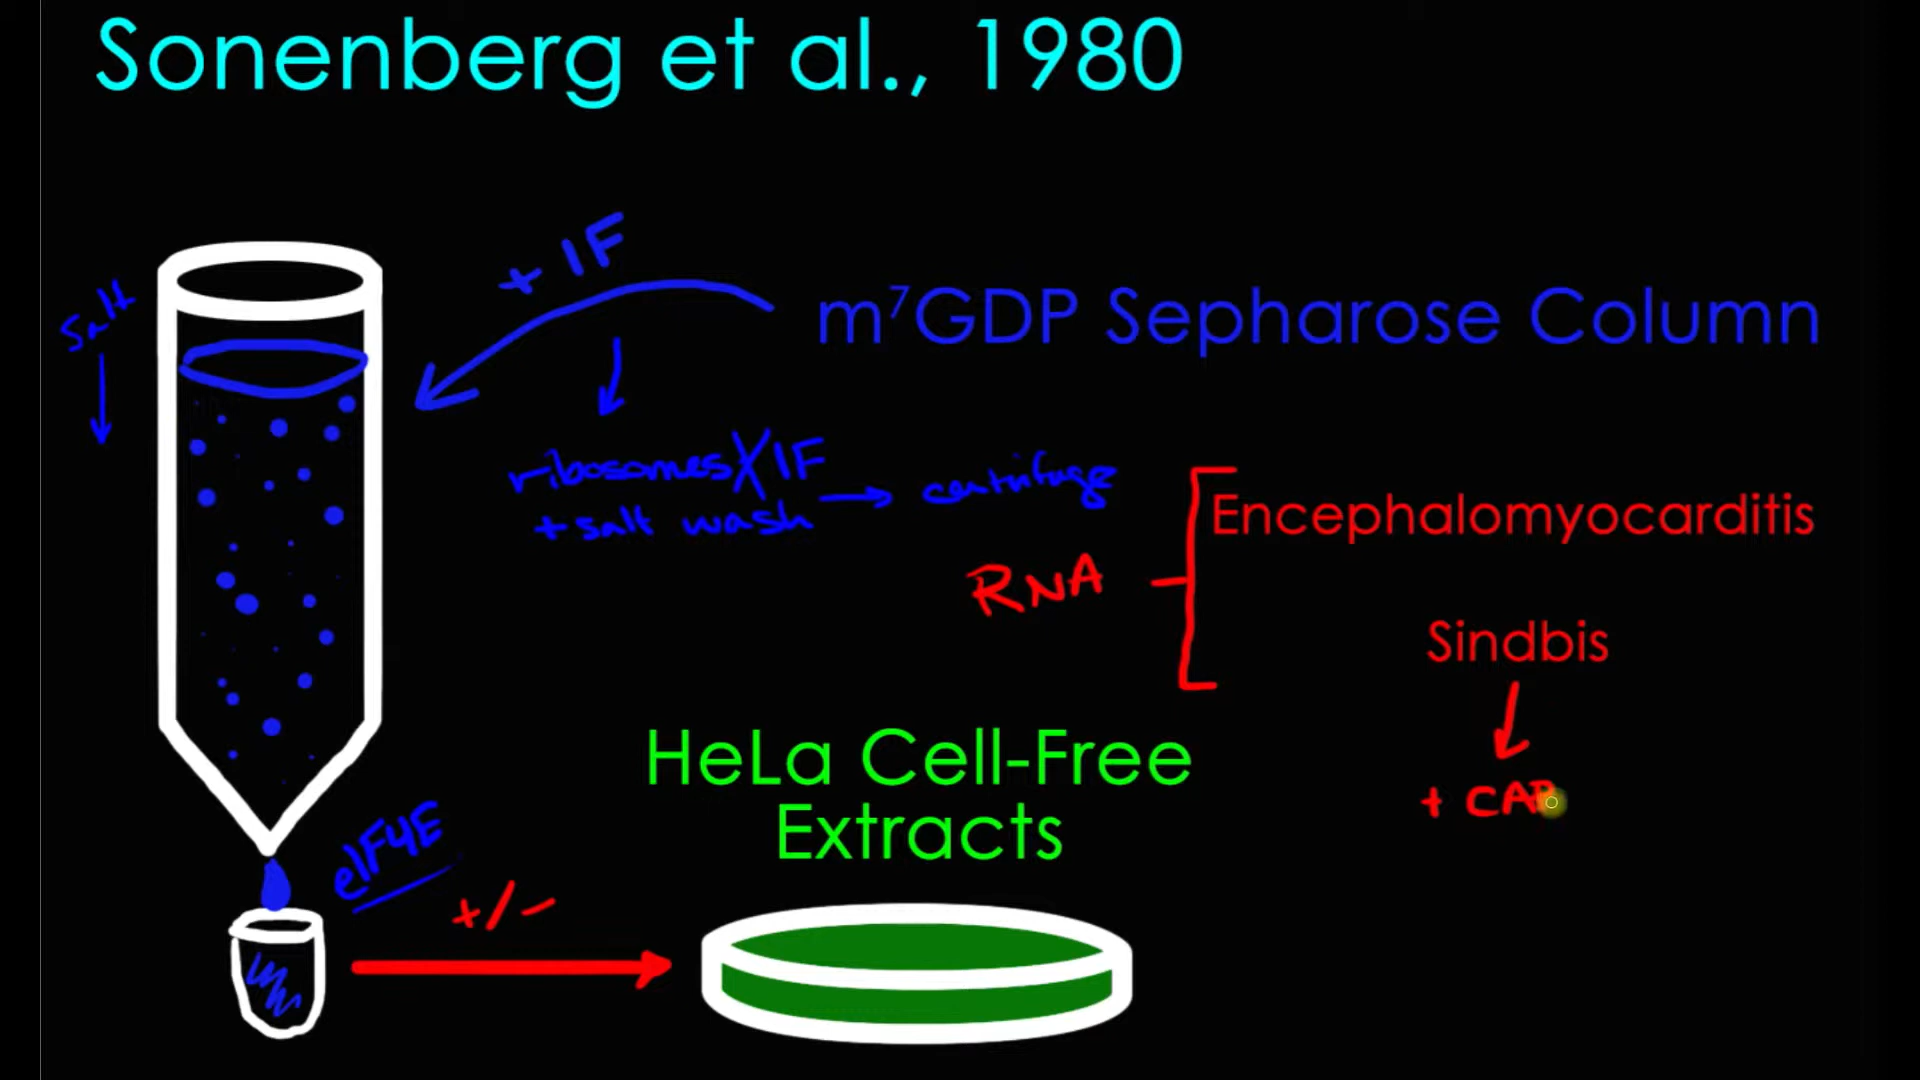 Sonenberg et al., 1980
+ IF
Salt
m⁷GDP Sepharose Column
ribosomes X IF
+ salt wash → centrifuge
RNA
Encephalomyocarditis
Sindbis
+ CAP
HeLa Cell-Free
Extracts
eIF4E
+/-